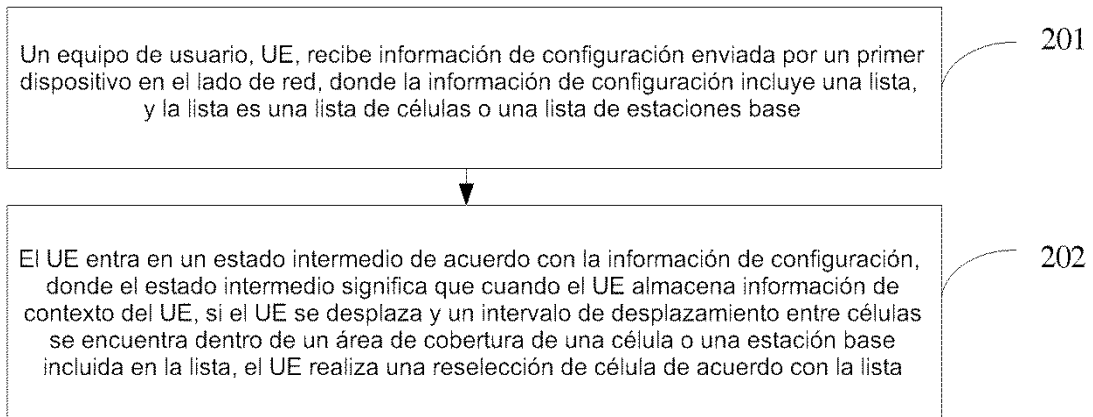 Un equipo de usuario, UE, recibe información de configuración enviada por un primer
dispositivo en el lado de red, donde la información de configuración incluye una lista,
y la lista es una lista de células o una lista de estaciones base
201
El UE entra en un estado intermedio de acuerdo con la información de configuración,
donde el estado intermedio significa que cuando el UE almacena información de
contexto del UE, si el UE se desplaza y un intervalo de desplazamiento entre células
se encuentra dentro de un área de cobertura de una célula o una estación base
incluida en la lista, el UE realiza una reselección de célula de acuerdo con la lista
202